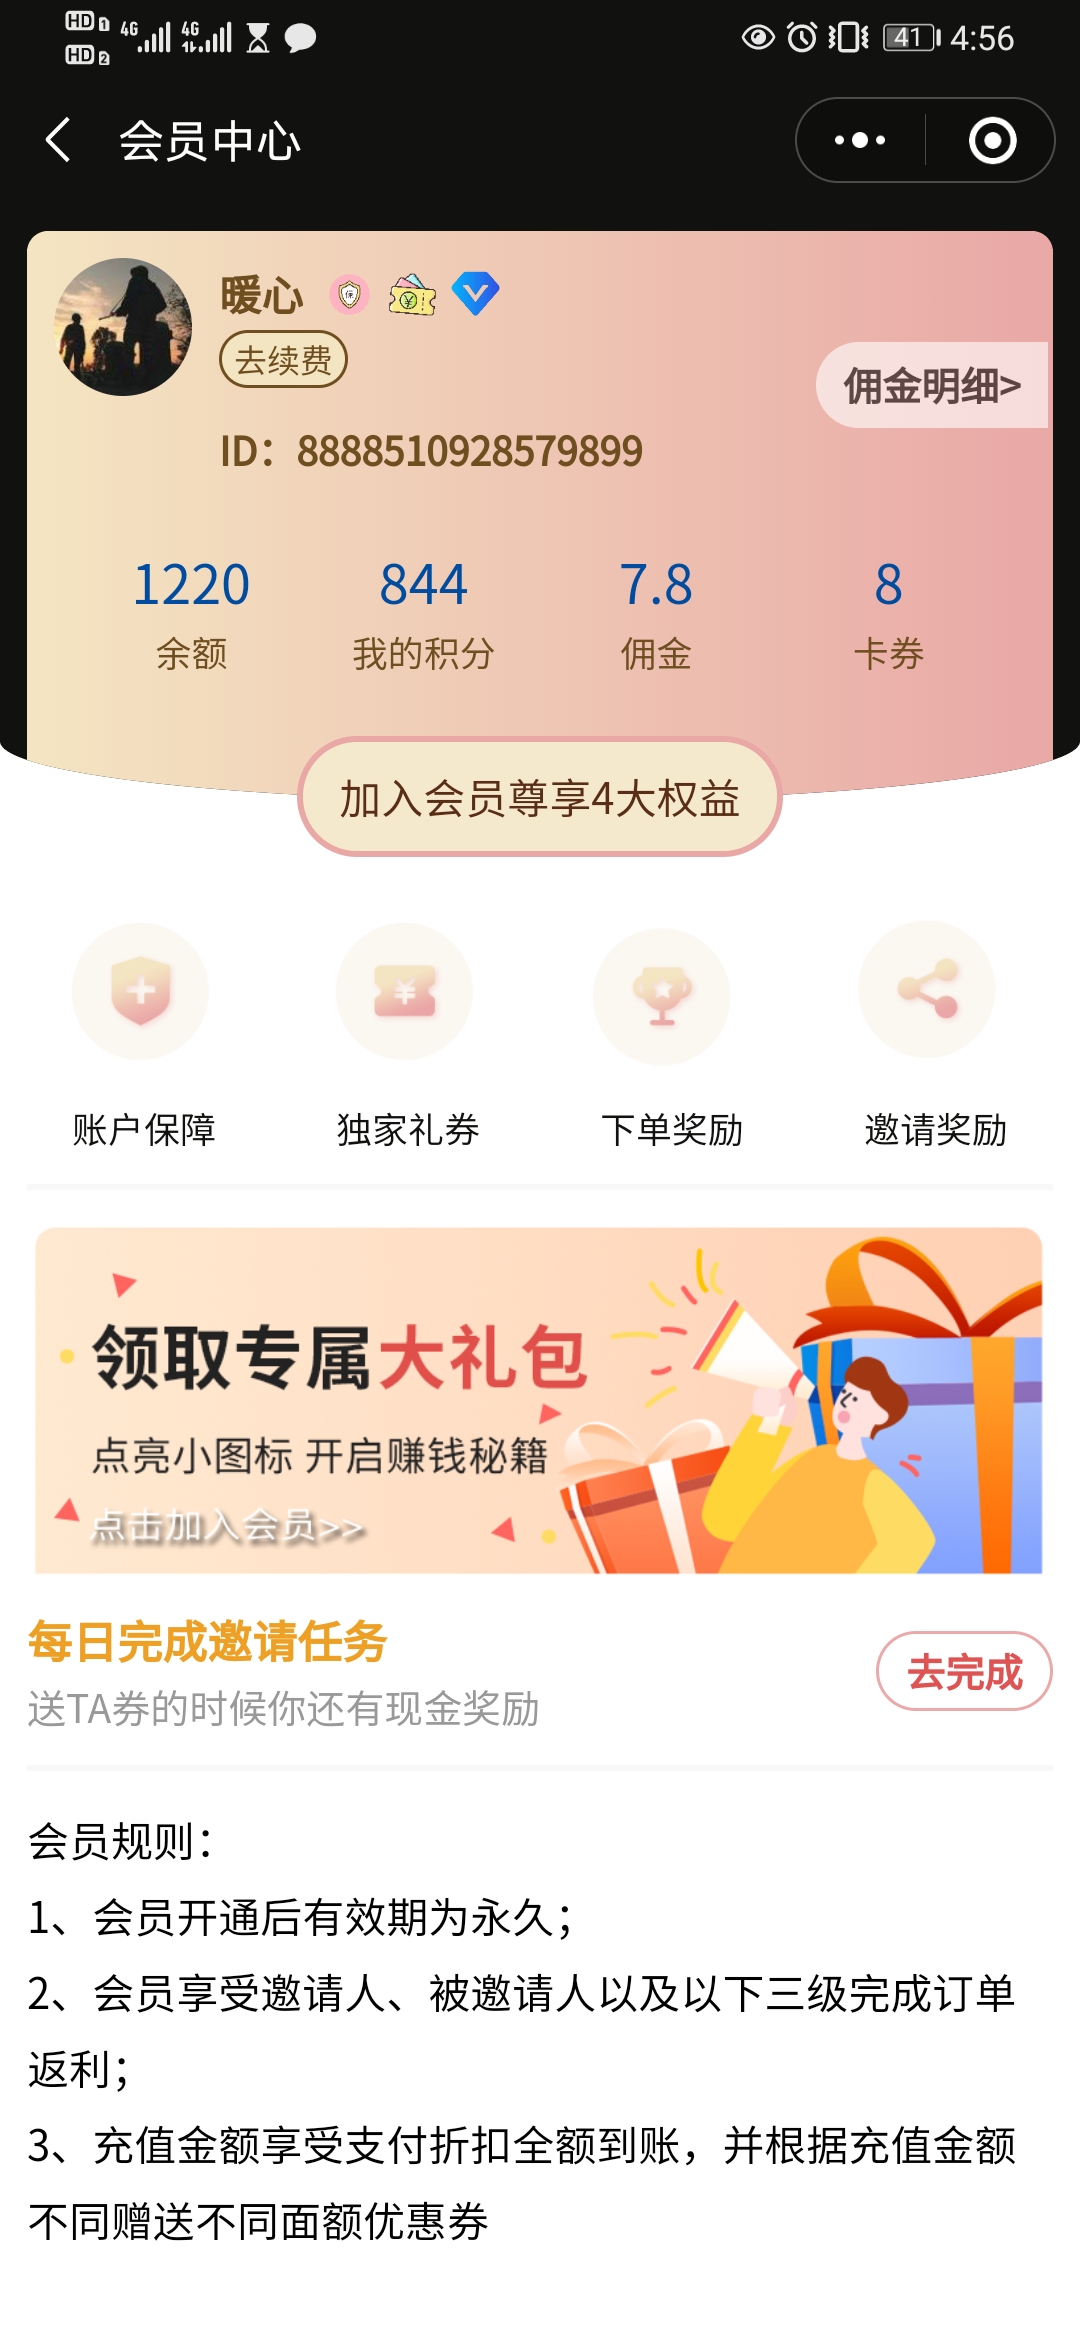 HD 1 4G 4G 41 4:56
HD 2
会员中心
暖心
去续费
佣金明细>
ID：8888510928579899
1220 844 7.8 8
余额 我的积分 佣金 卡券
加入会员尊享4大权益
账户保障 独家礼券 下单奖励 邀请奖励
领取专属大礼包
点亮小图标 开启赚钱秘籍
点击加入会员>>
每日完成邀请任务
去完成
送TA券的时候你还有现金奖励
会员规则：
1、会员开通后有效期为永久；
2、会员享受邀请人、被邀请人以及以下三级完成订单
返利；
3、充值金额享受支付折扣全额到账，并根据充值金额
不同赠送不同面额优惠券